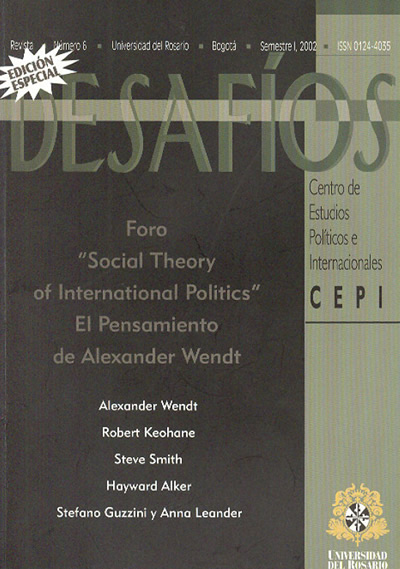 Revista Número 6 Universidad del Rosario Bogotá Semestre I, 2002 ISSN 0124-4035
EDICIÓN
ESPECIAL
DESAFÍOS
Centro de
Estudios
Políticos e
Internacionales
CEPI
Foro
"Social Theory
of International Politics"
El Pensamiento
de Alexander Wendt
Alexander Wendt
Robert Keohane
Steve Smith
Hayward Alker
Stefano Guzzini y Anna Leander
UNIVERSIDAD
DEL ROSARIO